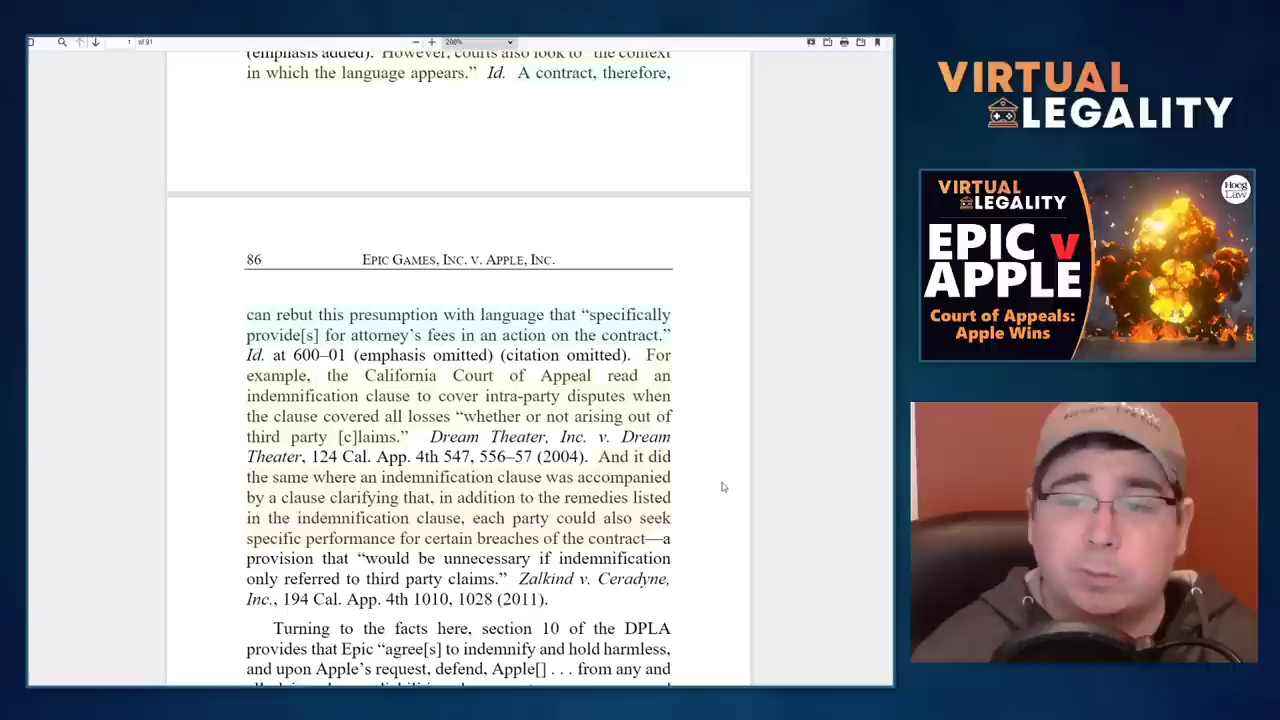 1 of 91
200%
(emphasis added). However, courts also look to “the context
in which the language appears.” Id. A contract, therefore,
86 EPIC GAMES, INC. V. APPLE, INC.
can rebut this presumption with language that “specifically
provide[s] for attorney’s fees in an action on the contract.”
Id. at 600–01 (emphasis omitted) (citation omitted). For
example, the California Court of Appeal read an
indemnification clause to cover intra-party disputes when
the clause covered all losses “whether or not arising out of
third party [c]laims.” Dream Theater, Inc. v. Dream
Theater, 124 Cal. App. 4th 547, 556–57 (2004). And it did
the same where an indemnification clause was accompanied
by a clause clarifying that, in addition to the remedies listed
in the indemnification clause, each party could also seek
specific performance for certain breaches of the contract—a
provision that “would be unnecessary if indemnification
only referred to third party claims.” Zalkind v. Ceradyne,
Inc., 194 Cal. App. 4th 1010, 1028 (2011).
Turning to the facts here, section 10 of the DPLA
provides that Epic “agree[s] to indemnify and hold harmless,
and upon Apple’s request, defend, Apple[] . . . from any and
VIRTUAL
LEGALITY
VIRTUAL
LEGALITY
Hoeg
Law
EPIC v
APPLE
Court of Appeals:
Apple Wins